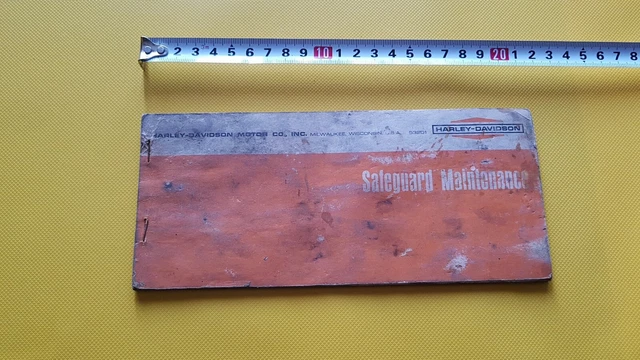 2 3 4 5 6 7 8 9 10 1 2 3 4 5 6 7 8 9 20 1 2 3 4 5 6 7 8
HARLEY-DAVIDSON MOTOR CO., INC. MILWAUKEE, WISCONSIN U.S.A. 53201 HARLEY-DAVIDSON
Safeguard Maintenance